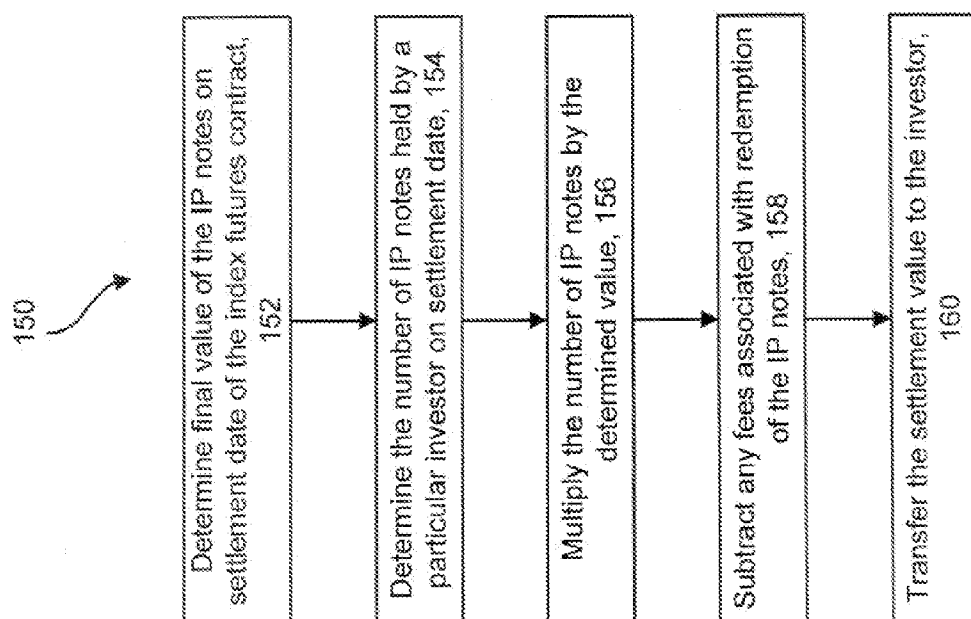 150
Determine final value of the IP notes on
settlement date of the index futures contract,
152
Determine the number of IP notes held by a
particular investor on settlement date, 154
Multiply the number of IP notes by the
determined value, 156
Subtract any fees associated with redemption
of the IP notes, 158
Transfer the settlement value to the investor,
160